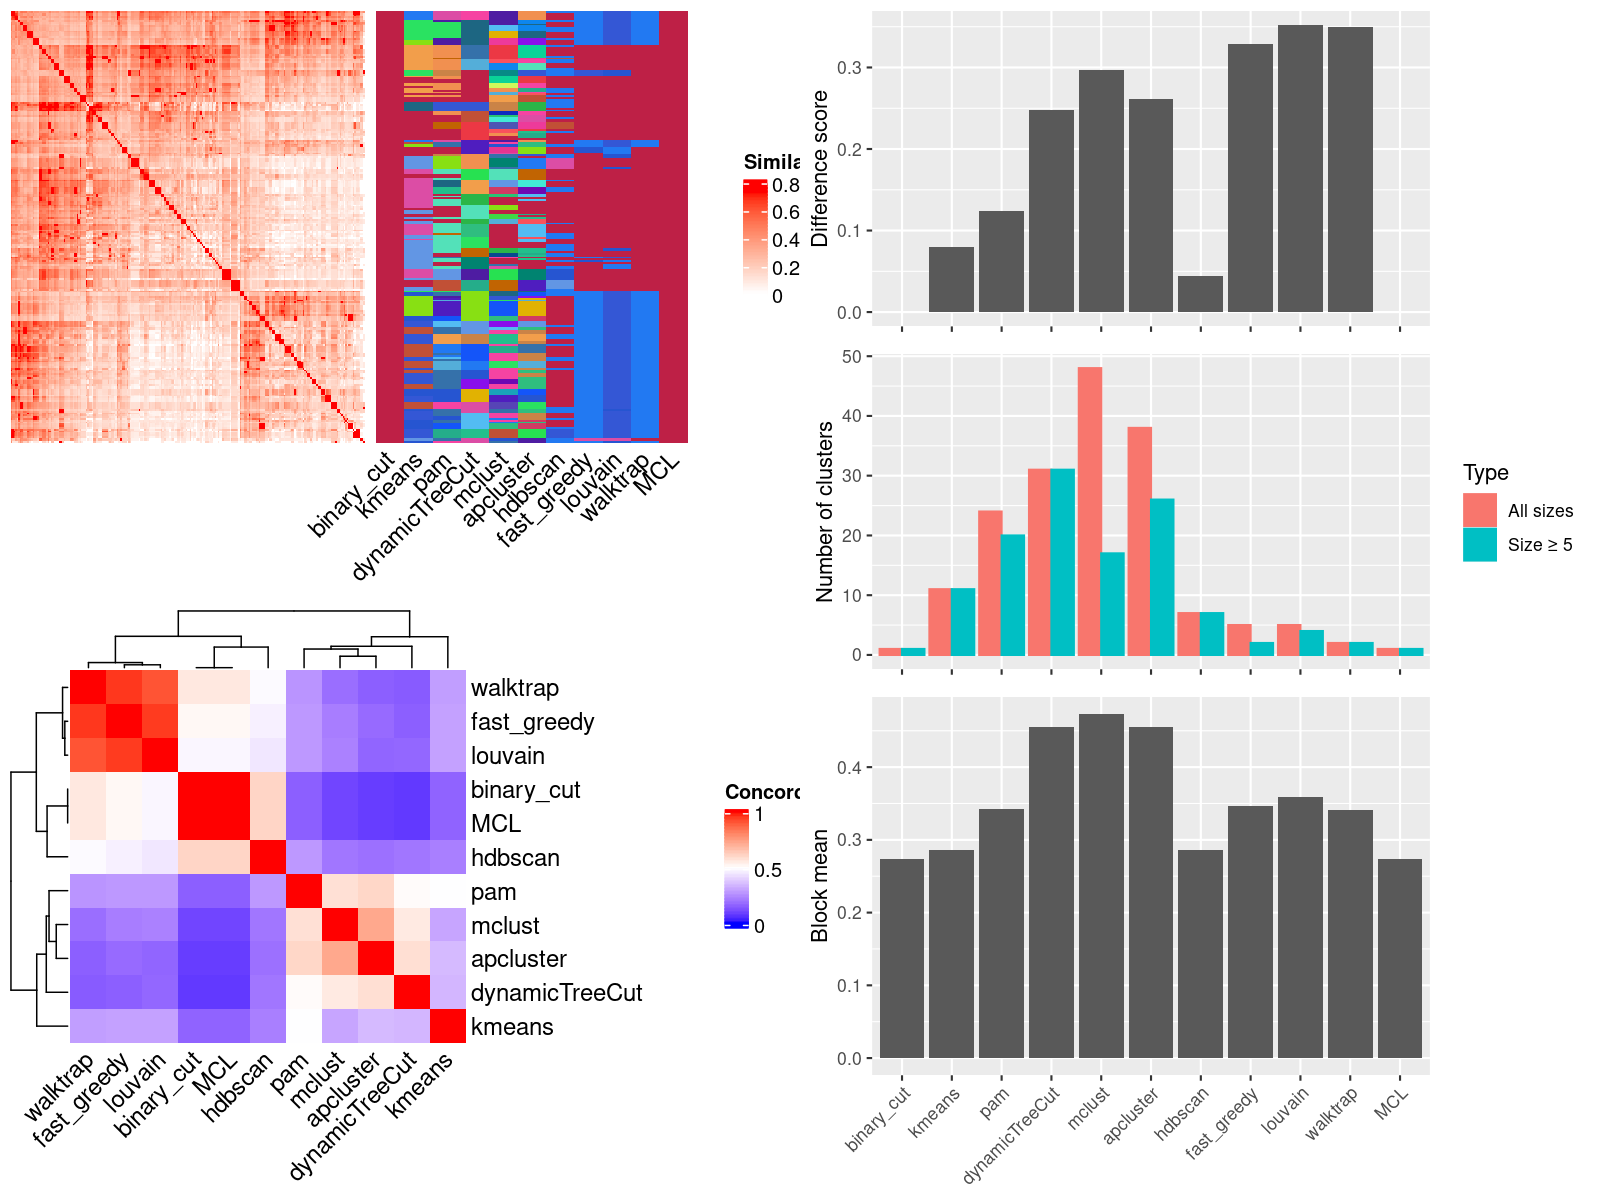 Simila
0.8
0.6
0.4
0.2
0
binary_cut
kmeans
pam
dynamicTreeCut
mclust
apcluster
hdbscan
fast_greedy
louvain
walktrap
MCL
walktrap
fast_greedy
louvain
binary_cut
MCL
hdbscan
pam
mclust
apcluster
dynamicTreeCut
kmeans
walktrap
fast_greedy
louvain
binary_cut
MCL
hdbscan
pam
mclust
apcluster
dynamicTreeCut
kmeans
Concord
1
0.5
0
Difference score
0.3
0.2
0.1
0.0
Number of clusters
50
40
30
20
10
0
Type
All sizes
Size ≥ 5
Block mean
0.4
0.3
0.2
0.1
0.0
binary_cut
kmeans
pam
dynamicTreeCut
mclust
apcluster
hdbscan
fast_greedy
louvain
walktrap
MCL